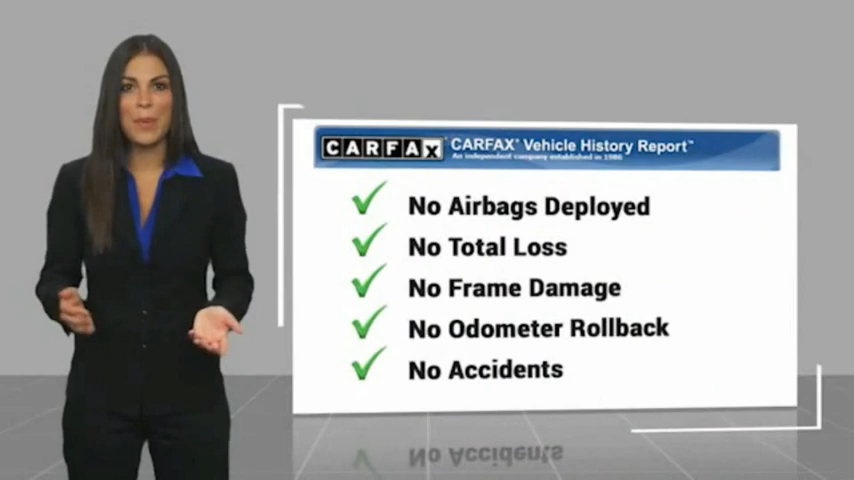 CARFAX CARFAX® Vehicle History Report™
An independent company established in 1986
No Airbags Deployed
No Total Loss
No Frame Damage
No Odometer Rollback
No Accidents
No Accidents